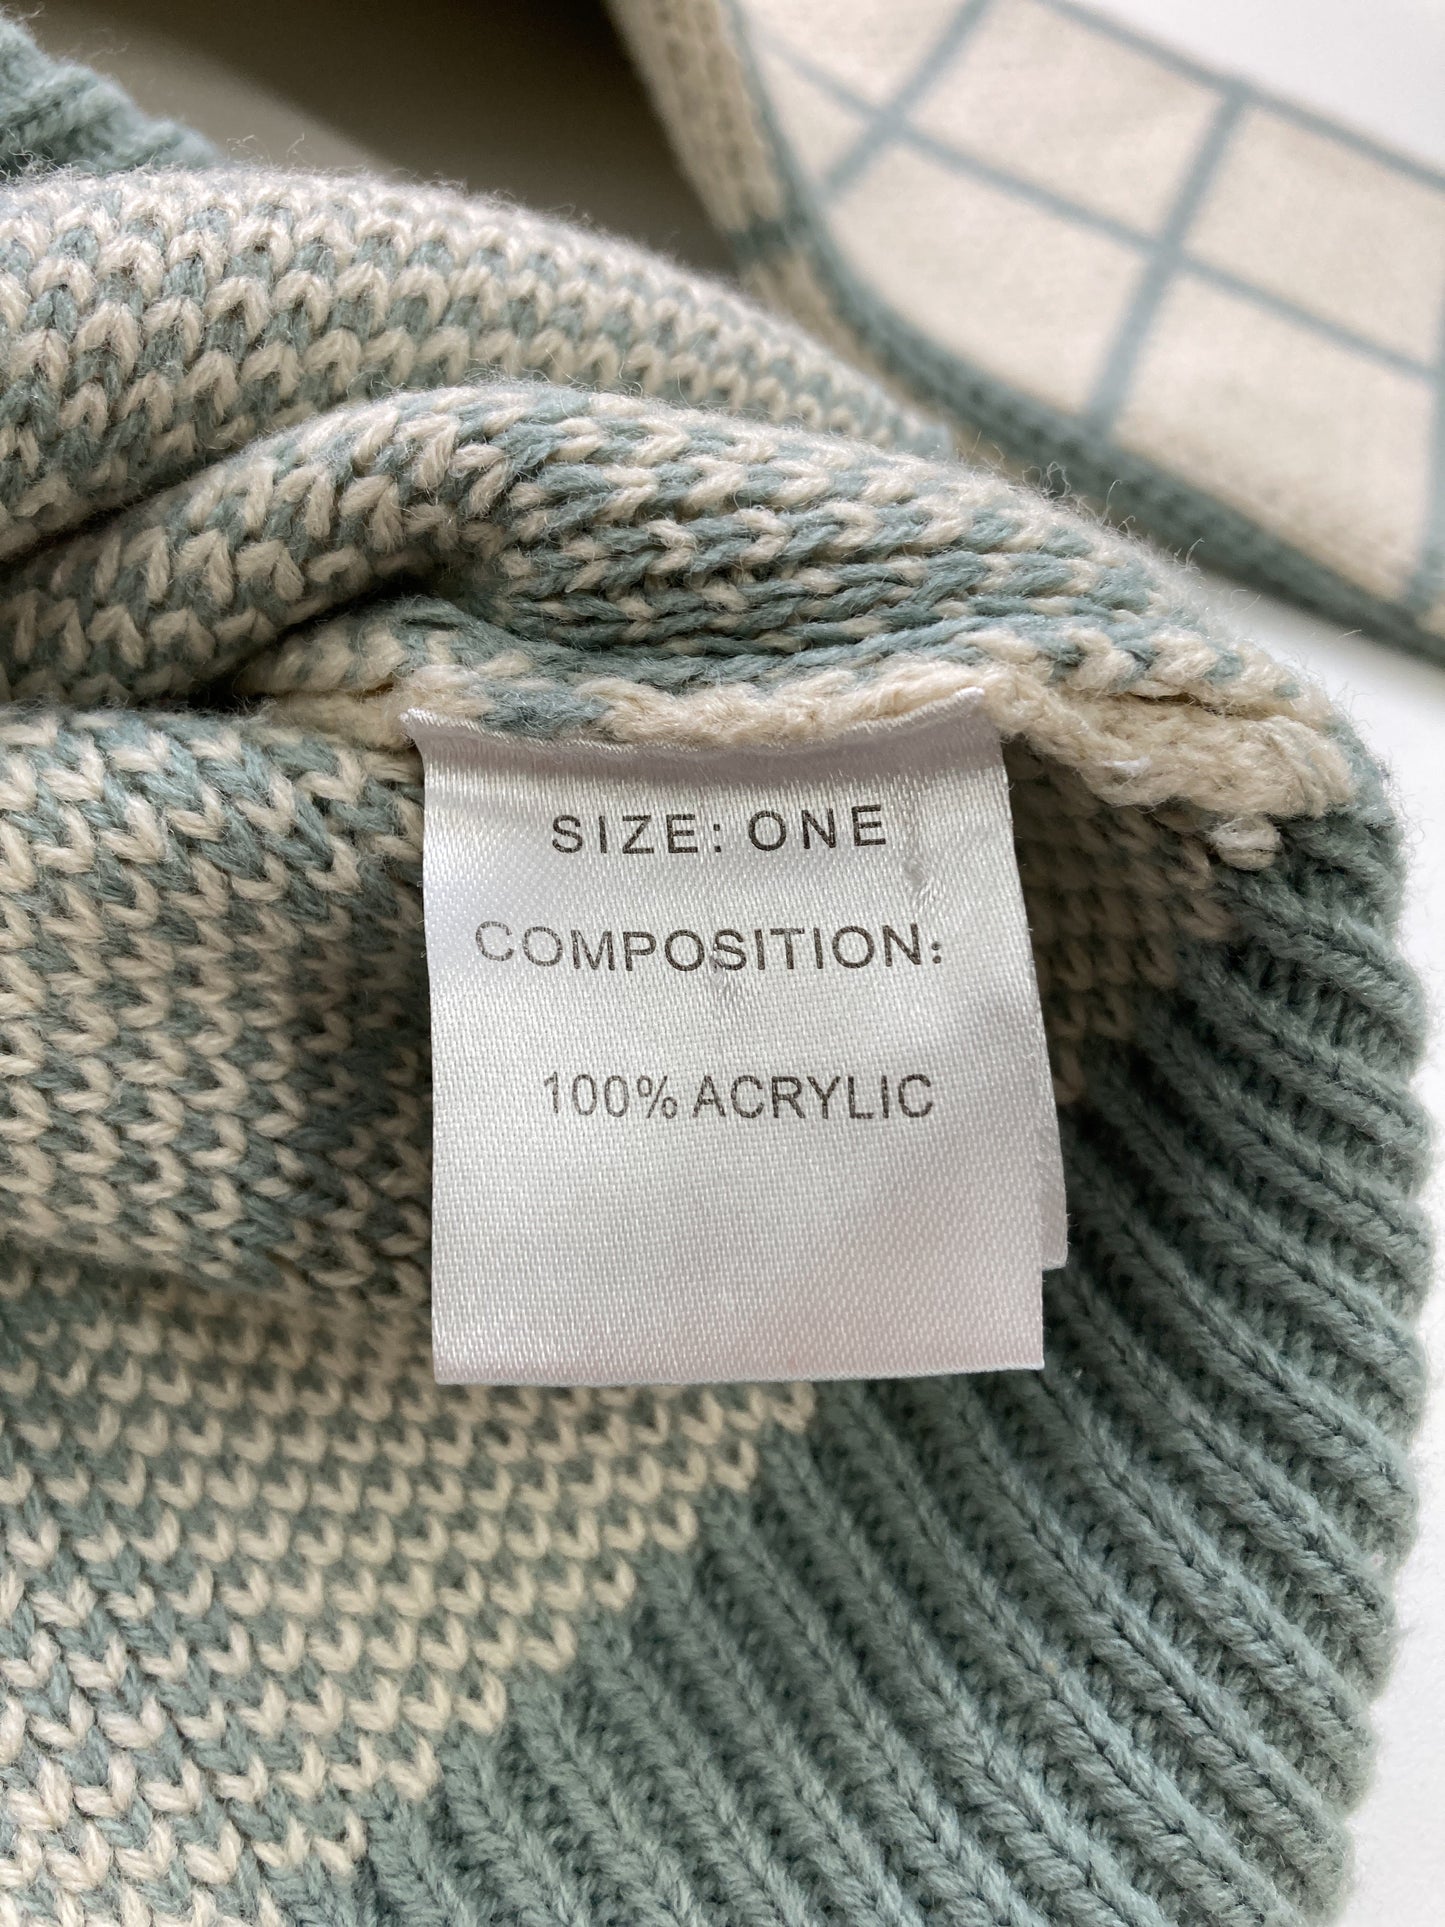 SIZE: ONE
COMPOSITION:
100% ACRYLIC